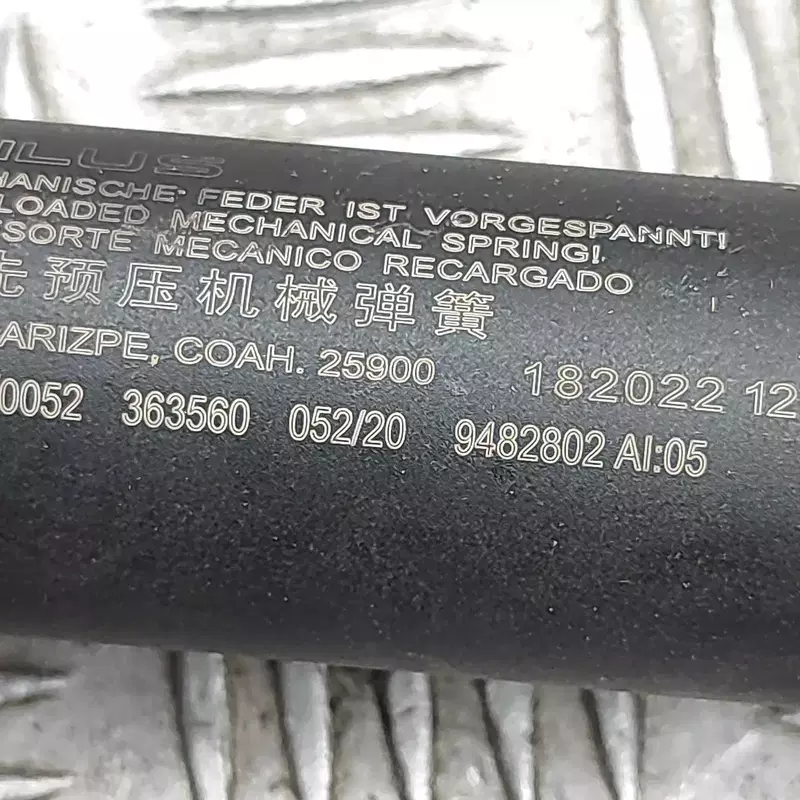 ILUS
HANISCHE FEDER IST VORGESPANNT!
LOADED MECHANICAL SPRING!
SORTE MECANICO RECARGADO
先预压机械弹簧
ARIZPE, COAH. 25900 182022 12
0052 363560 052/20 9482802 AI:05